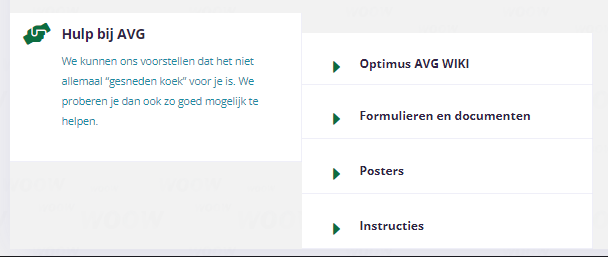 Hulp bij AVG
We kunnen ons voorstellen dat het niet
allemaal “gesneden koek” voor je is. We
proberen je dan ook zo goed mogelijk te
helpen.
Optimus AVG WIKI
Formulieren en documenten
Posters
Instructies